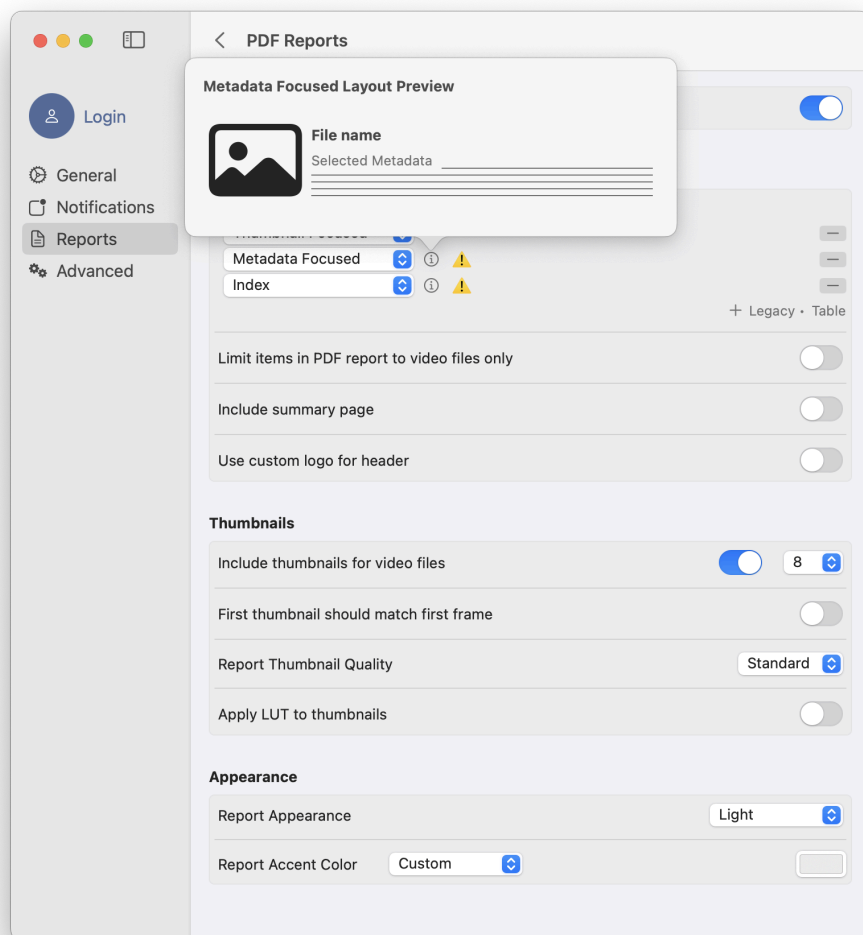 PDF Reports
Login
General
Notifications
Reports
Advanced
Metadata Focused Layout Preview
File name
Selected Metadata
Metadata Focused
Index
+ Legacy • Table
Limit items in PDF report to video files only
Include summary page
Use custom logo for header
Thumbnails
Include thumbnails for video files 8
First thumbnail should match first frame
Report Thumbnail Quality Standard
Apply LUT to thumbnails
Appearance
Report Appearance Light
Report Accent Color Custom